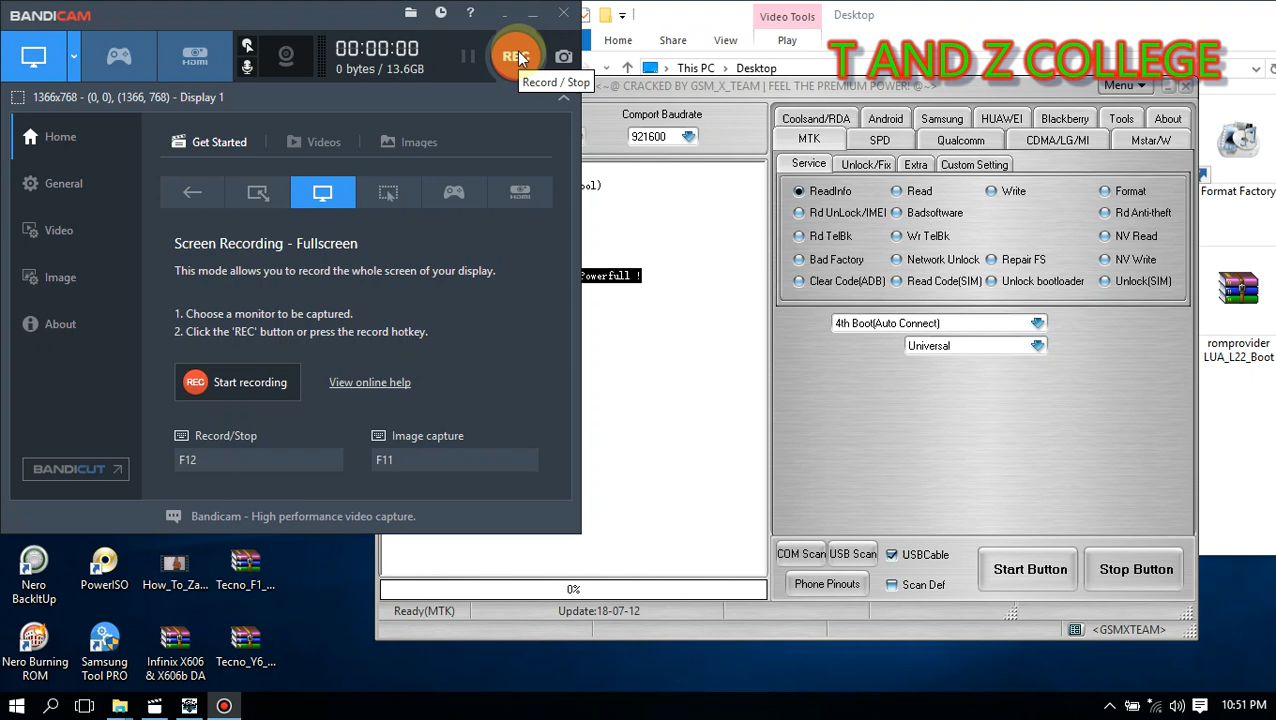 BANDICAM
?
00:00:00
0 bytes / 13.6GB
REC
Record / Stop
1366x768 - (0, 0), (1366, 768) - Display 1
Home
General
Video
Image
About
BANDICUT
Get Started
Videos
Images
HDMI
HDMI
Screen Recording - Fullscreen
This mode allows you to record the whole screen of your display.
1. Choose a monitor to be captured.
2. Click the 'REC' button or press the record hotkey.
REC
Start recording
View online help
Record/Stop
F12
Image capture
F11
Bandicam - High performance video capture.
Video Tools
Desktop
Home
Share
View
Play
This PC
Desktop
T AND Z COLLEGE
<~@ CRACKED BY GSM_X_TEAM | FEEL THE PREMIUM POWER! @~>
Menu
Comport Baudrate
921600
ool)
Powerfull !
Coolsand/RDA
Android
Samsung
HUAWEI
Blackberry
Tools
About
MTK
SPD
Qualcomm
CDMA/LG/MI
Mstar/W
Service
Unlock/Fix
Extra
Custom Setting
ReadInfo
Read
Write
Format
Rd UnLock/IMEI
Badsoftware
Rd Anti-theft
Rd TelBk
Wr TelBk
NV Read
Bad Factory
Network Unlock
Repair FS
NV Write
Clear Code(ADB)
Read Code(SIM)
Unlock bootloader
Unlock(SIM)
4th Boot(Auto Connect)
Universal
COM Scan
USB Scan
USBCable
Phone Pinouts
Scan Def
Start Button
Stop Button
0%
Ready(MTK)
Update:18-07-12
<GSMXTEAM>
Format Factory
romprovider
LUA_L22_Boot
Nero
BackItUp
PowerISO
How_To_Za...
Tecno_F1_...
Nero Burning
ROM
Samsung
Tool PRO
Infinix X606
& X606b DA
Tecno_Y6_...
10:51 PM